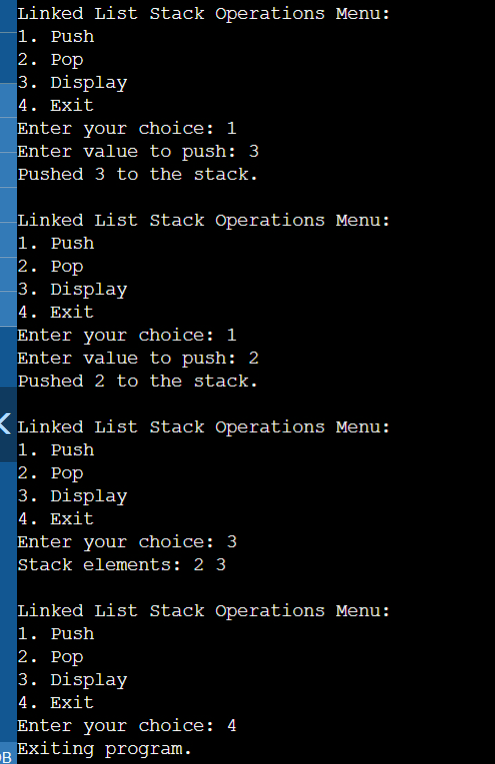 Linked List Stack Operations Menu:
1. Push
2. Pop
3. Display
4. Exit
Enter your choice: 1
Enter value to push: 3
Pushed 3 to the stack.
Linked List Stack Operations Menu:
1. Push
2. Pop
3. Display
4. Exit
Enter your choice: 1
Enter value to push: 2
Pushed 2 to the stack.
Linked List Stack Operations Menu:
1. Push
2. Pop
3. Display
4. Exit
Enter your choice: 3
Stack elements: 2 3
Linked List Stack Operations Menu:
1. Push
2. Pop
3. Display
4. Exit
Enter your choice: 4
Exiting program.